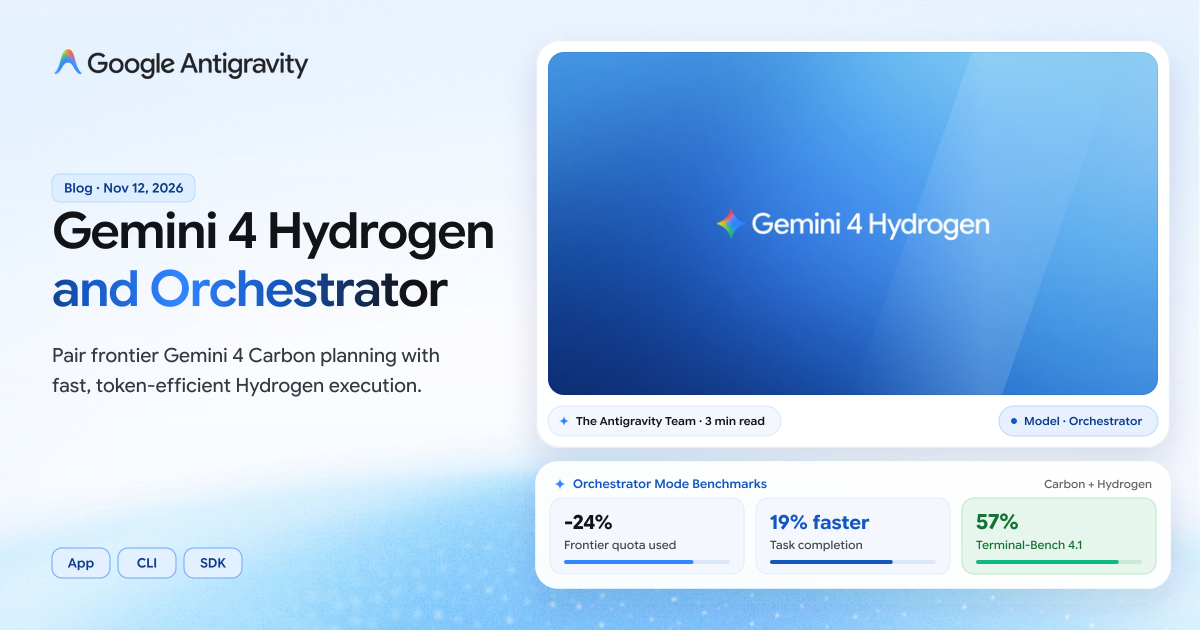 Google Antigravity
Blog · Nov 12, 2026
Gemini 4 Hydrogen
and Orchestrator
Pair frontier Gemini 4 Carbon planning with
fast, token-efficient Hydrogen execution.
App
CLI
SDK
Gemini 4 Hydrogen
The Antigravity Team · 3 min read
Model · Orchestrator
Orchestrator Mode Benchmarks
Carbon + Hydrogen
-24%
Frontier quota used
19% faster
Task completion
57%
Terminal-Bench 4.1